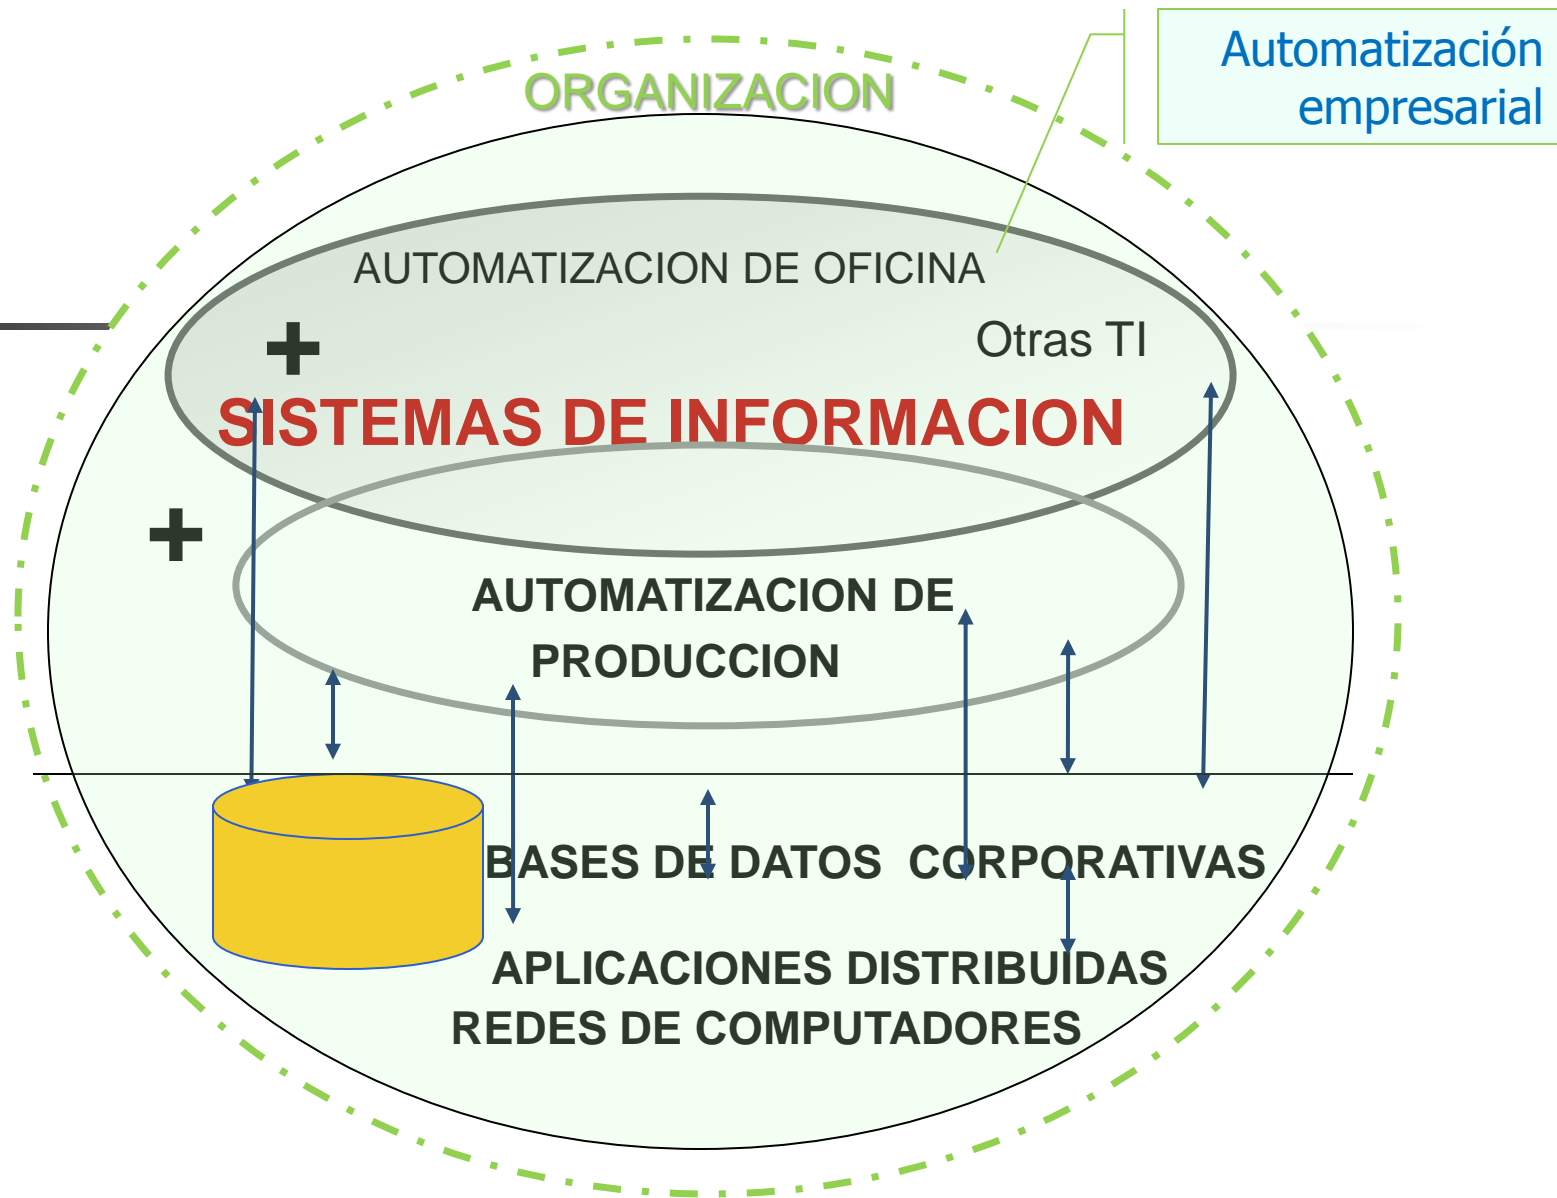 Automatización
empresarial
ORGANIZACION
AUTOMATIZACION DE OFICINA
+
Otras TI
SISTEMAS DE INFORMACION
+
AUTOMATIZACION DE
PRODUCCION
BASES DE DATOS CORPORATIVAS
APLICACIONES DISTRIBUIDAS
REDES DE COMPUTADORES